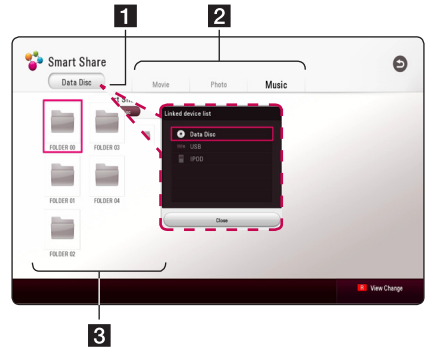 1
2
Smart Share
Data Disc
Movie
Photo
Music
Linked device list
Data Disc
USB
IPOD
Close
FOLDER 00
FOLDER 03
FOLDER 01
FOLDER 04
FOLDER 02
View Change
3